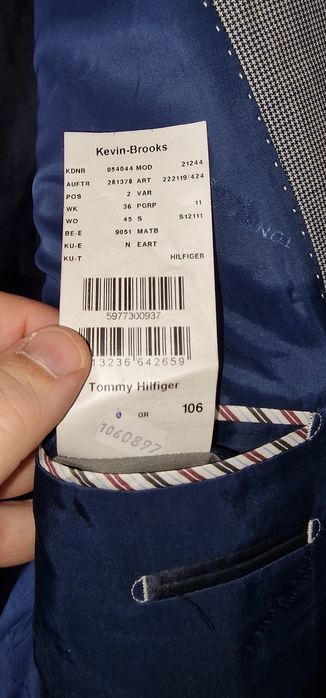 Kevin-Brooks
KDNR 054044 MOD 21244
AUFTR 281376 ART 222119/424
POS 2 VAR
WK 36 PGRP 11
WO 45 S S12111
BE-E 9051 MATB
KU-E N EART
KU-T HILFIGER
5977300937
13236 642659
Tommy Hilfiger
GR 106
1060897